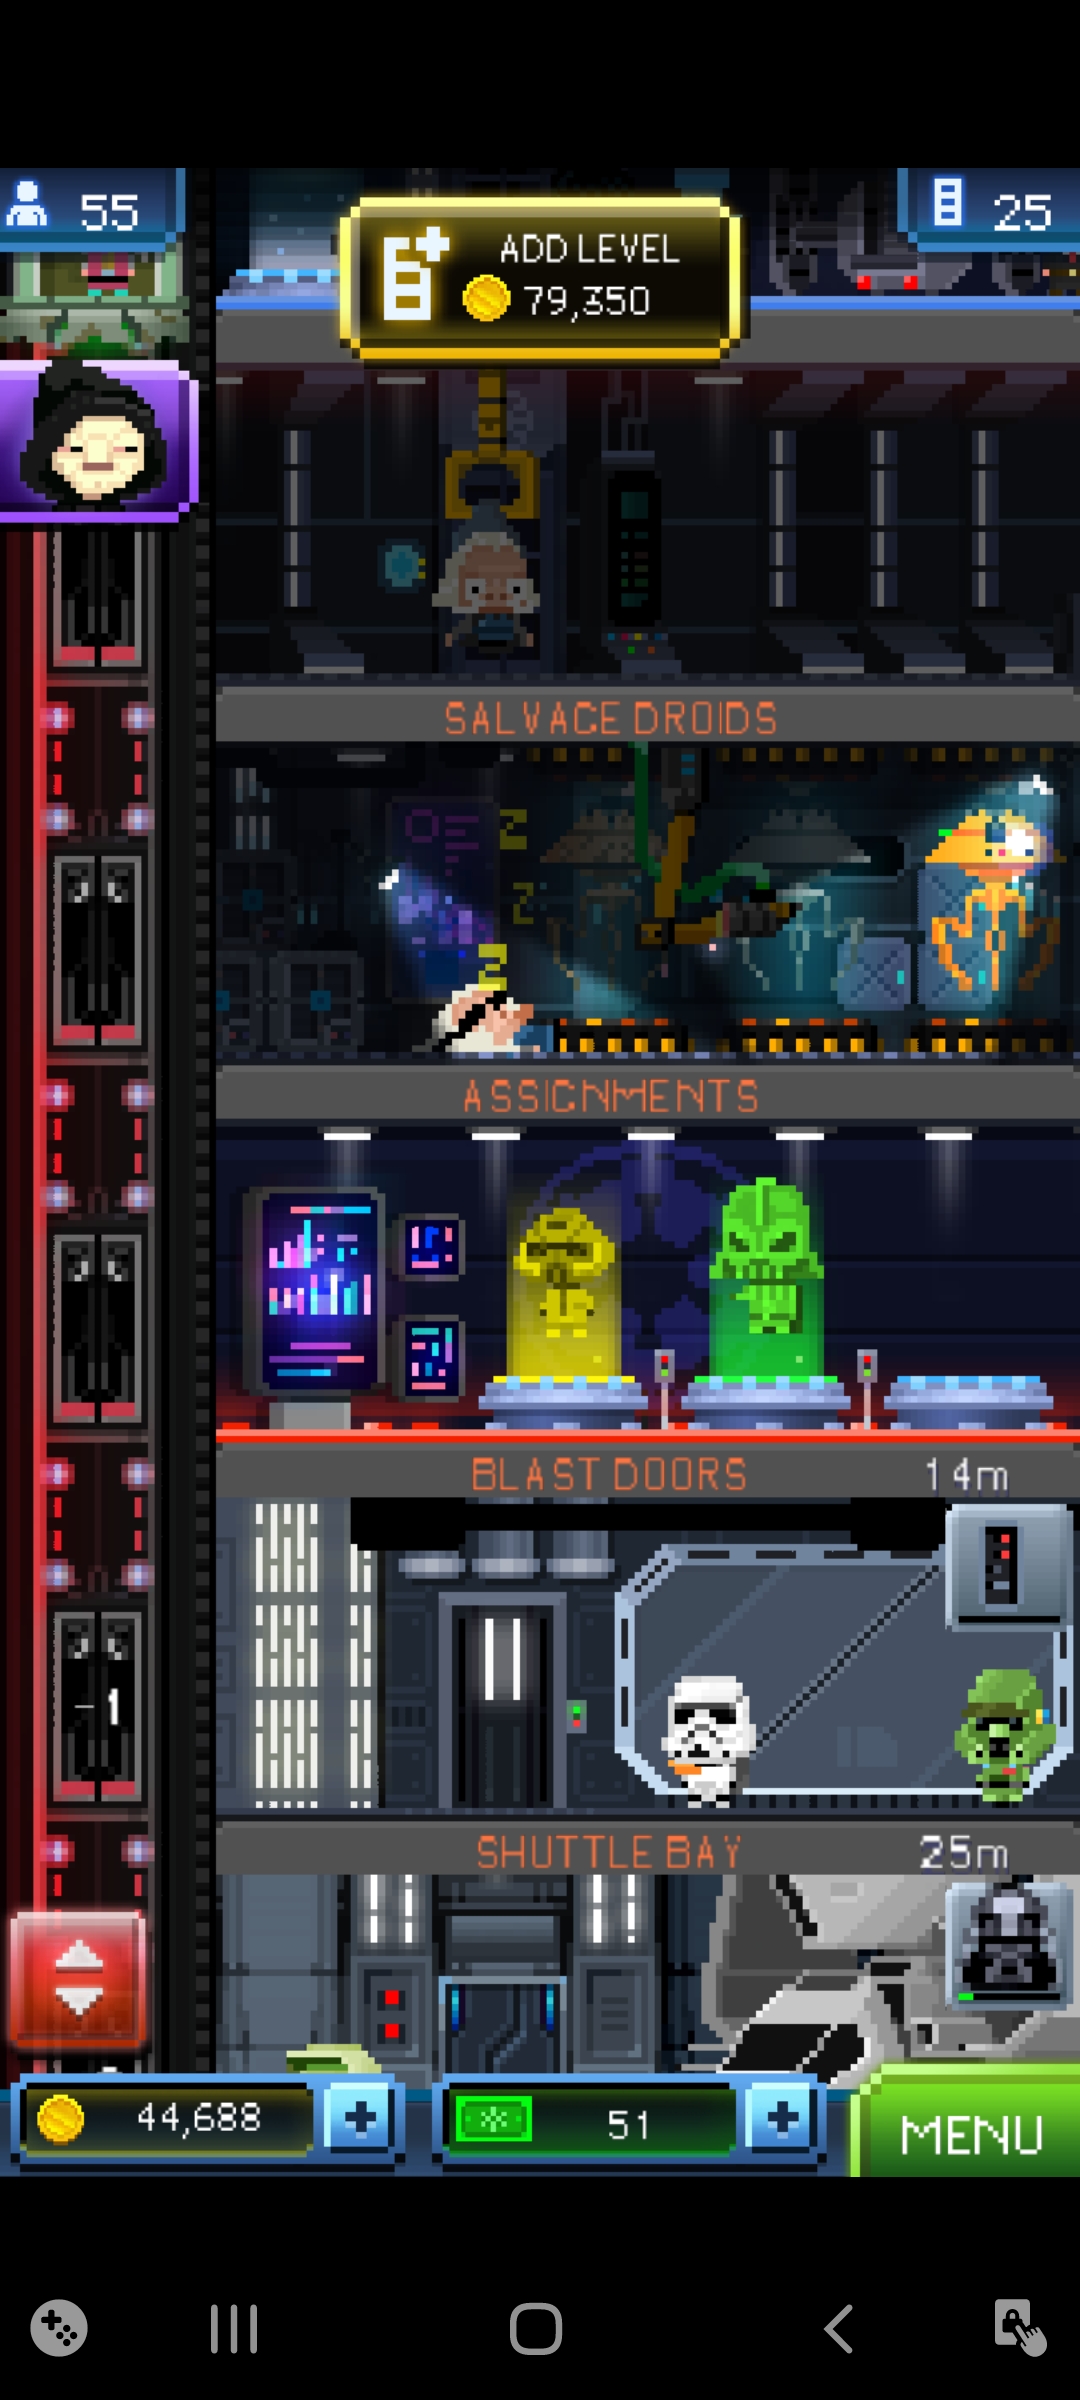 55
25
ADD LEVEL
79,350
SALVAGE DROIDS
Z
Z
Z
ASSIGNMENTS
BLAST DOORS 14m
-1
SHUTTLE BAY 25m
44,688
51
MENU